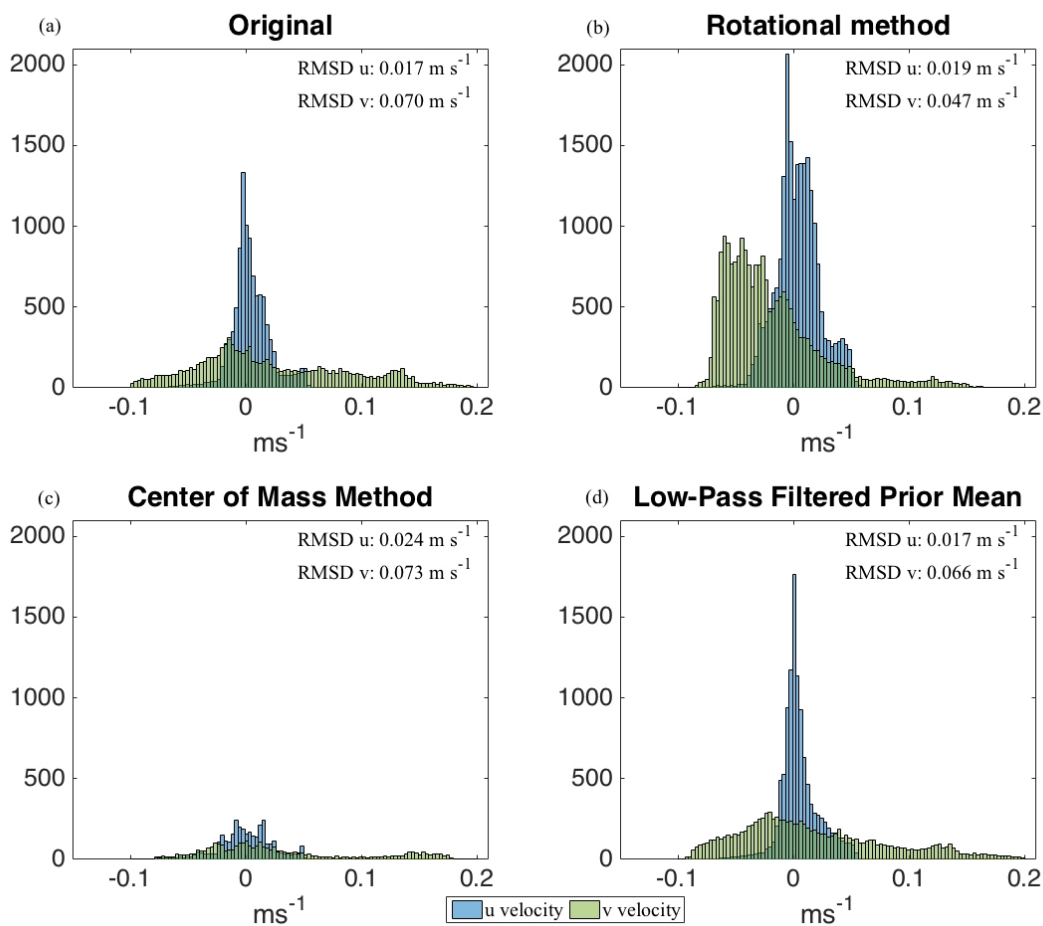 (a) Original
RMSD u: 0.017 m s-1
RMSD v: 0.070 m s-1
2000
1500
1000
500
0
-0.1 0 0.1 0.2
ms-1
(b) Rotational method
RMSD u: 0.019 m s-1
RMSD v: 0.047 m s-1
2000
1500
1000
500
0
-0.1 0 0.1 0.2
ms-1
(c) Center of Mass Method
RMSD u: 0.024 m s-1
RMSD v: 0.073 m s-1
2000
1500
1000
500
0
-0.1 0 0.1 0.2
ms-1
(d) Low-Pass Filtered Prior Mean
RMSD u: 0.017 m s-1
RMSD v: 0.066 m s-1
2000
1500
1000
500
0
-0.1 0 0.1 0.2
ms-1
u velocity v velocity